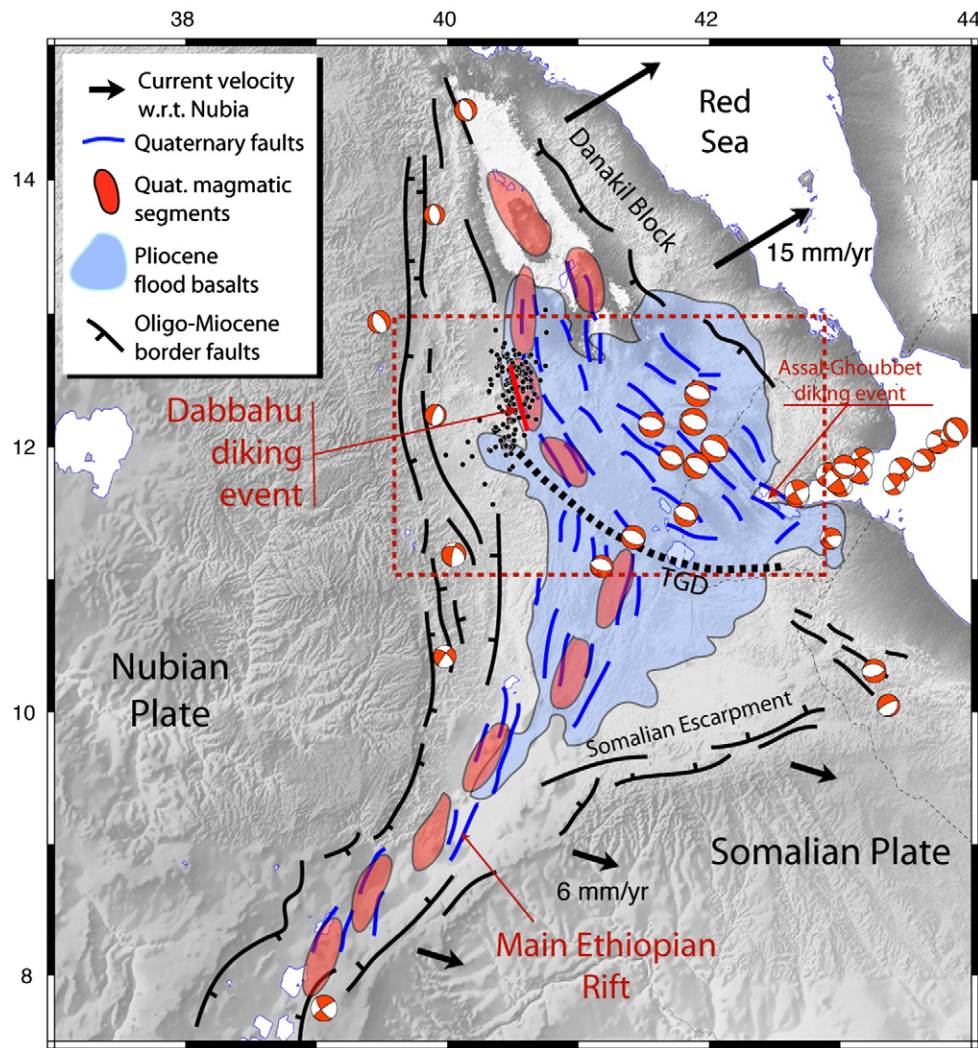 38
40
42
44
14
12
10
8
Current velocity
w.r.t. Nubia
Quaternary faults
Quat. magmatic
segments
Pliocene
flood basalts
Oligo-Miocene
border faults
Red
Sea
Danakil Block
15 mm/yr
Assal-Ghoubbet
diking event
Dabbahu
diking
event
TGD
Nubian
Plate
Somalian Escarpment
Somalian Plate
6 mm/yr
Main Ethiopian
Rift